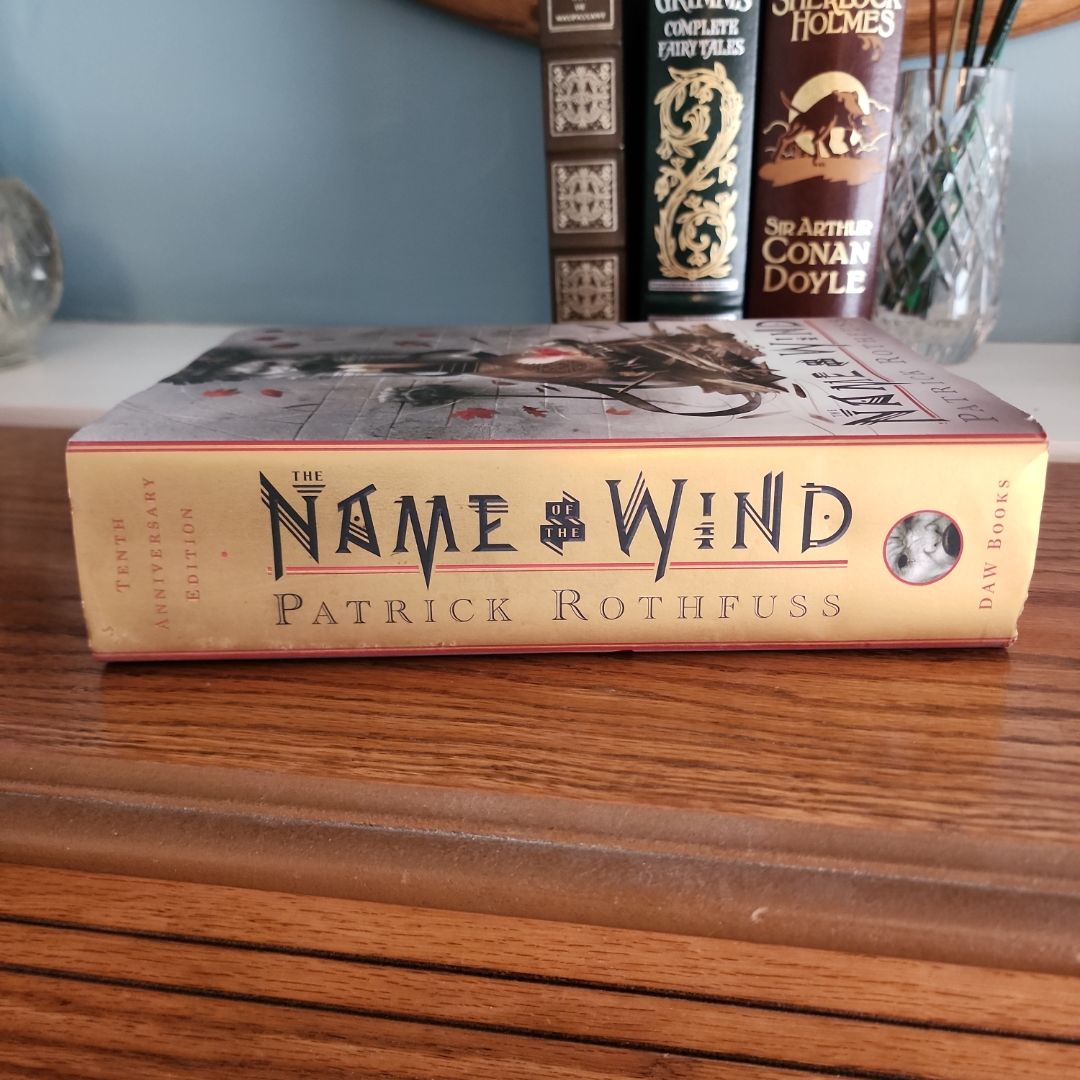 GRIMM'S
COMPLETE
FAIRY TALES
SHERLOCK
HOLMES
SIR ARTHUR
CONAN
DOYLE
THE
NAME OF THE WIND
PATRICK ROTHFUSS
TENTH
ANNIVERSARY
EDITION
THE
NAME OF THE WIND
PATRICK ROTHFUSS
DAW BOOKS